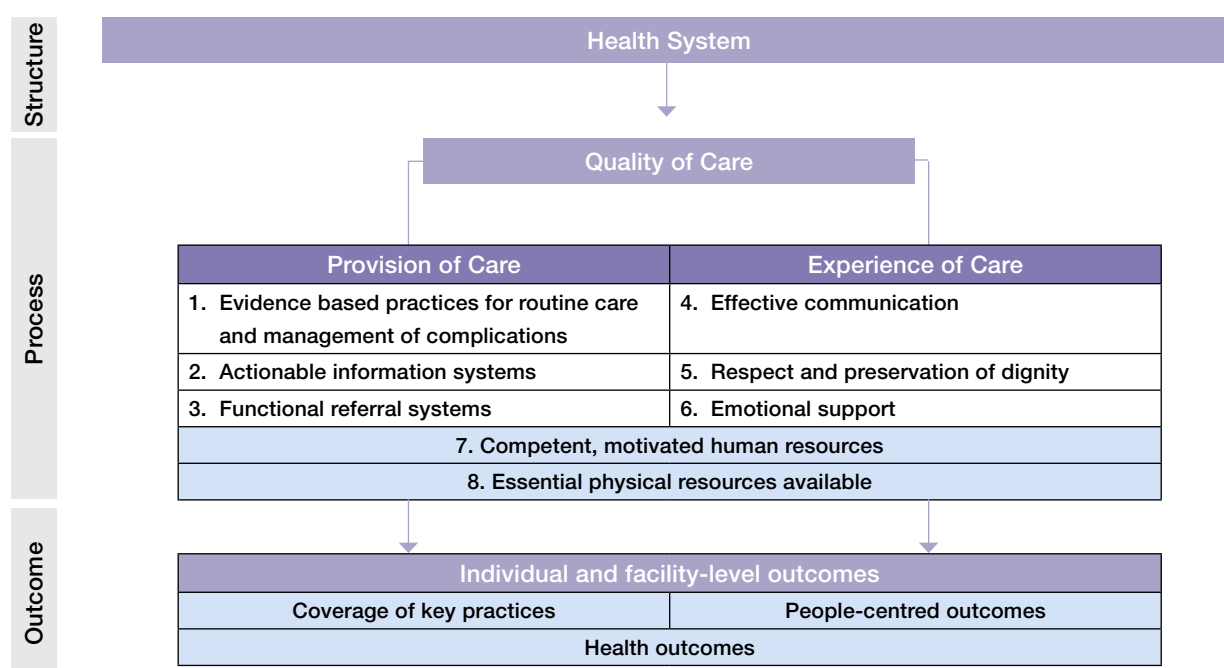 Structure
Health System
Process
Quality of Care
Provision of Care
Experience of Care
1. Evidence based practices for routine care
and management of complications
4. Effective communication
2. Actionable information systems
5. Respect and preservation of dignity
3. Functional referral systems
6. Emotional support
7. Competent, motivated human resources
8. Essential physical resources available
Outcome
Individual and facility-level outcomes
Coverage of key practices
People-centred outcomes
Health outcomes